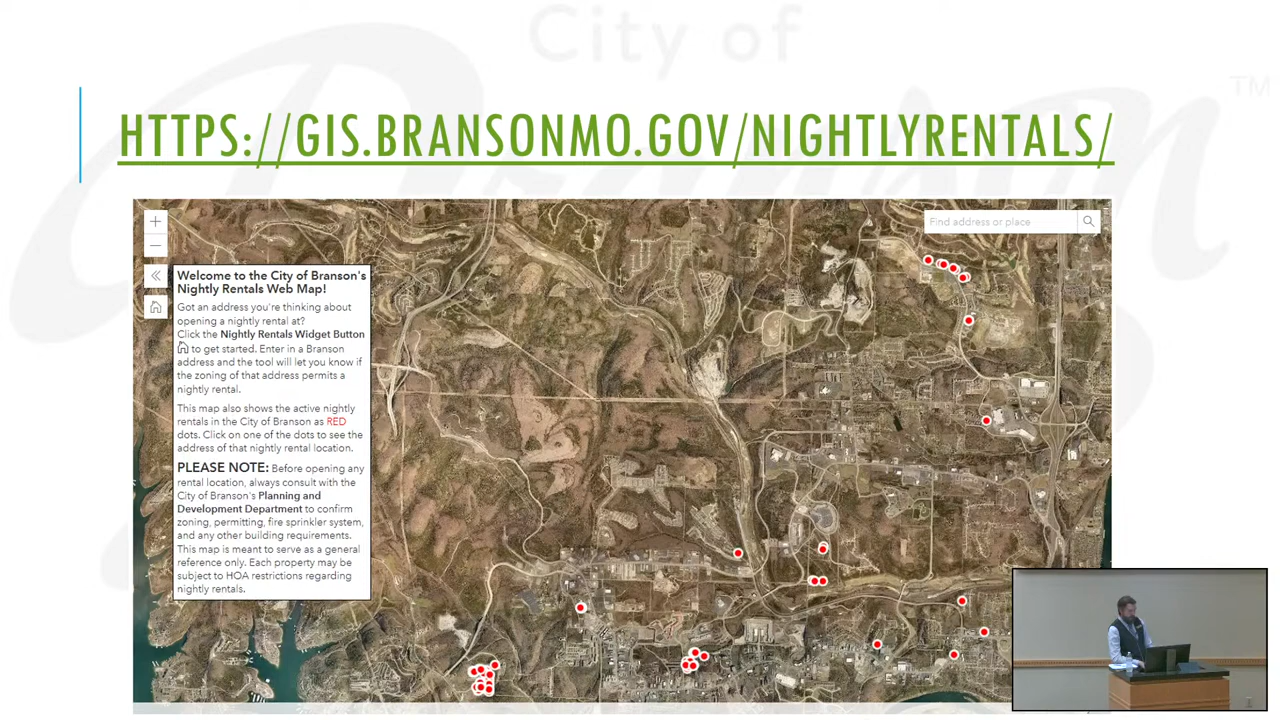 City of
Branson
TM
HTTPS://GIS.BRANSONMO.GOV/NIGHTLYRENTALS/
Find address or place
Welcome to the City of Branson's
Nightly Rentals Web Map!
Got an address you're thinking about
opening a nightly rental at?
Click the Nightly Rentals Widget Button
to get started. Enter in a Branson
address and the tool will let you know if
the zoning of that address permits a
nightly rental.
This map also shows the active nightly
rentals in the City of Branson as RED
dots. Click on one of the dots to see the
address of that nightly rental location.
PLEASE NOTE: Before opening any
rental location, always consult with the
City of Branson's Planning and
Development Department to confirm
zoning, permitting, fire sprinkler system,
and any other building requirements.
This map is meant to serve as a general
reference only. Each property may be
subject to HOA restrictions regarding
nightly rentals.